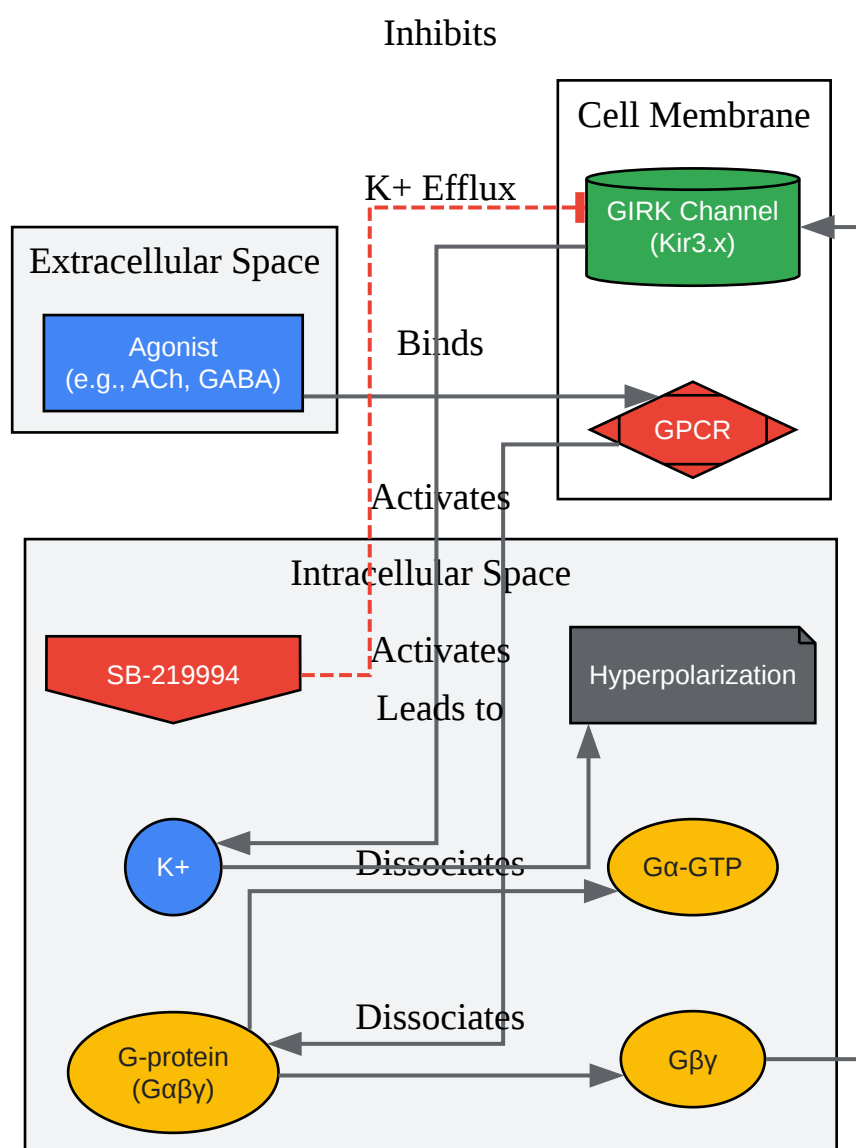 Inhibits
Cell Membrane
K+ Efflux
GIRK Channel
(Kir3.x)
Extracellular Space
Agonist
(e.g., ACh, GABA)
Binds
GPCR
Activates
Intracellular Space
SB-219994
Activates
Hyperpolarization
Leads to
K+
Dissociates
Gα-GTP
Dissociates
G-protein
(Gαβγ)
Gβγ